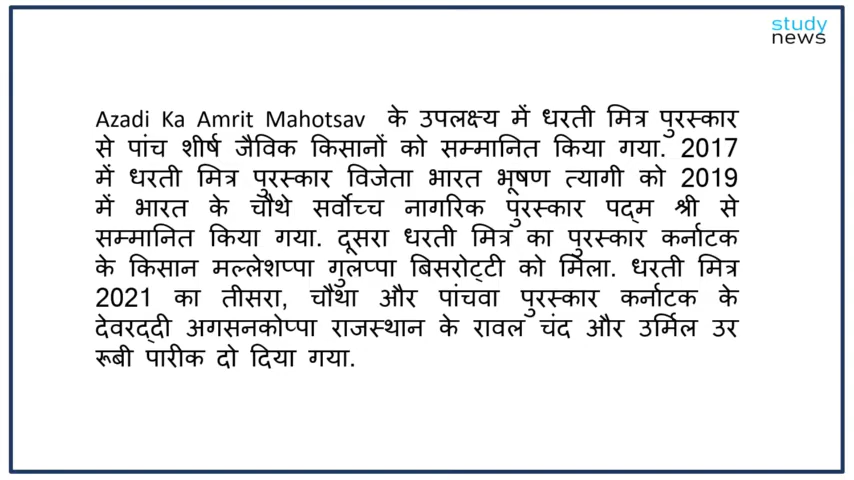 study
news
Azadi Ka Amrit Mahotsav के उपलक्ष्य में धरती मित्र पुरस्कार
से पांच शीर्ष जैविक किसानों को सम्मानित किया गया. 2017
में धरती मित्र पुरस्कार विजेता भारत भूषण त्यागी को 2019
में भारत के चौथे सर्वोच्च नागरिक पुरस्कार पद्म श्री से
सम्मानित किया गया. दूसरा धरती मित्र का पुरस्कार कर्नाटक
के किसान मल्लेशप्पा गुलप्पा बिसरोट्टी को मिला. धरती मित्र
2021 का तीसरा, चौथा और पांचवा पुरस्कार कर्नाटक के
देवरद्दी अगसनकोप्पा राजस्थान के रावल चंद और उर्मिल उर
रूबी पारीक दो दिया गया.